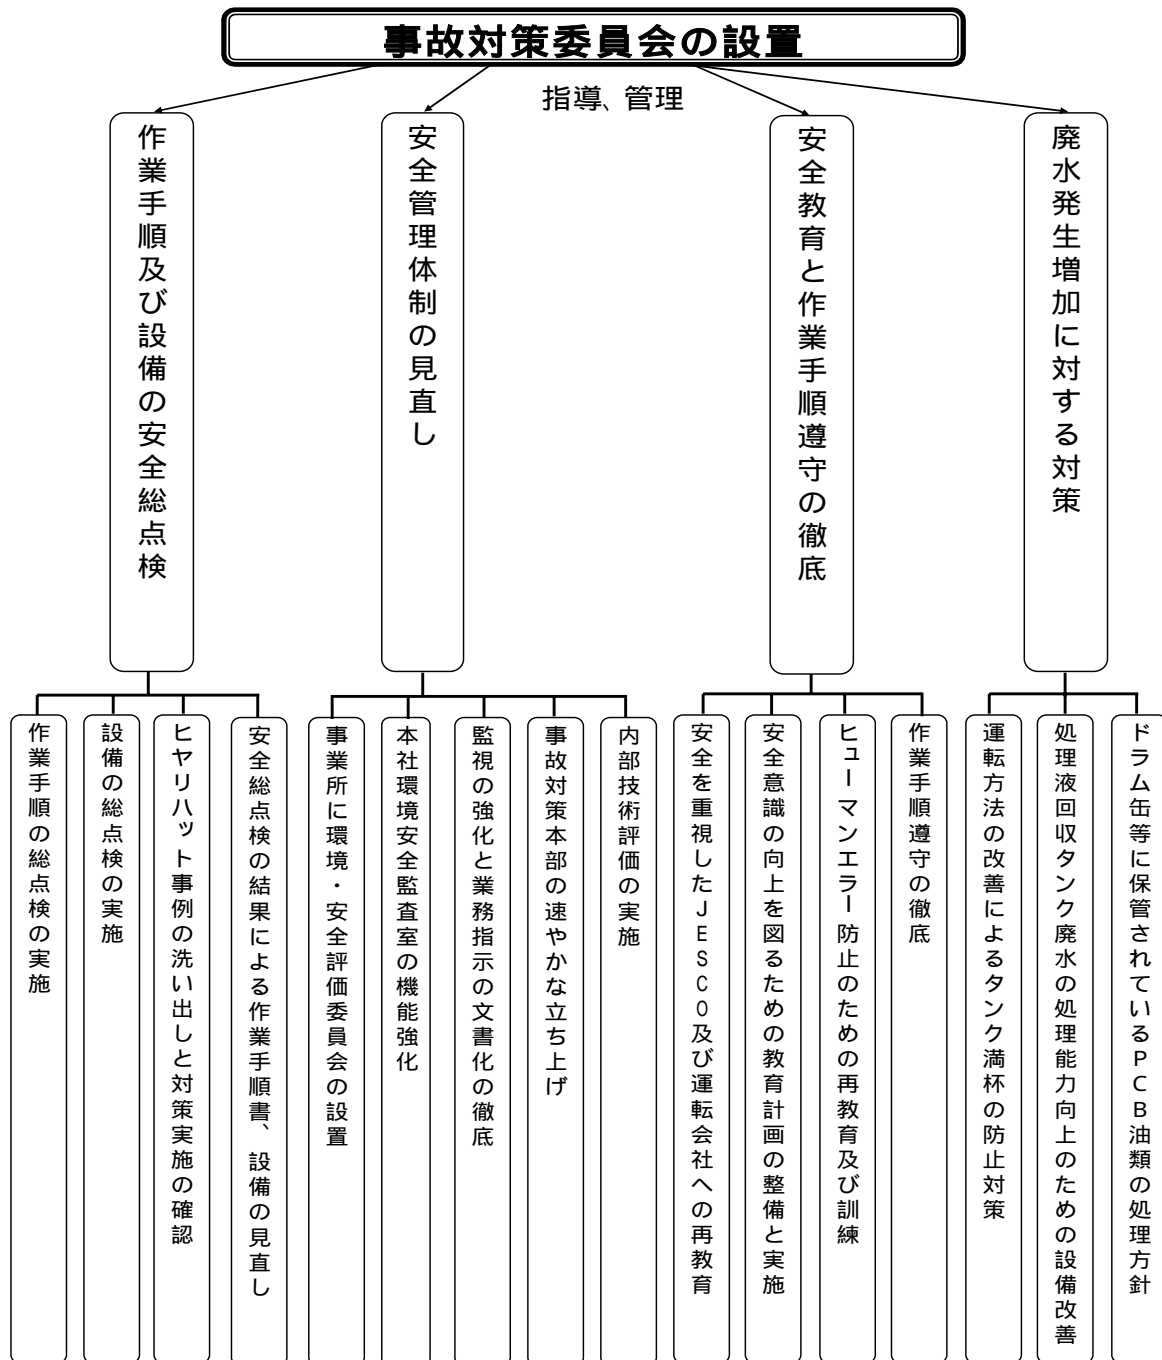 事故対策委員会の設置
指導、管理
作業手順及び設備の安全総点検
安全管理体制の見直し
安全教育と作業手順遵守の徹底
廃水発生増加に対する対策
作業手順の総点検の実施
設備の総点検の実施
ヒヤリハット事例の洗い出しと対策実施の確認
安全総点検の結果による作業手順書、設備の見直し
事業所に環境・安全評価委員会の設置
本社環境安全監査室の機能強化
監視の強化と業務指示の文書化の徹底
事故対策本部の速やかな立ち上げ
内部技術評価の実施
安全を重視したJESCO及び運転会社への再教育
安全意識の向上を図るための教育計画の整備と実施
ヒューマンエラー防止のための再教育及び訓練
作業手順遵守の徹底
運転方法の改善によるタンク満杯の防止対策
処理液回収タンク廃水の処理能力向上のための設備改善
ドラム缶等に保管されているPCB油類の処理方針